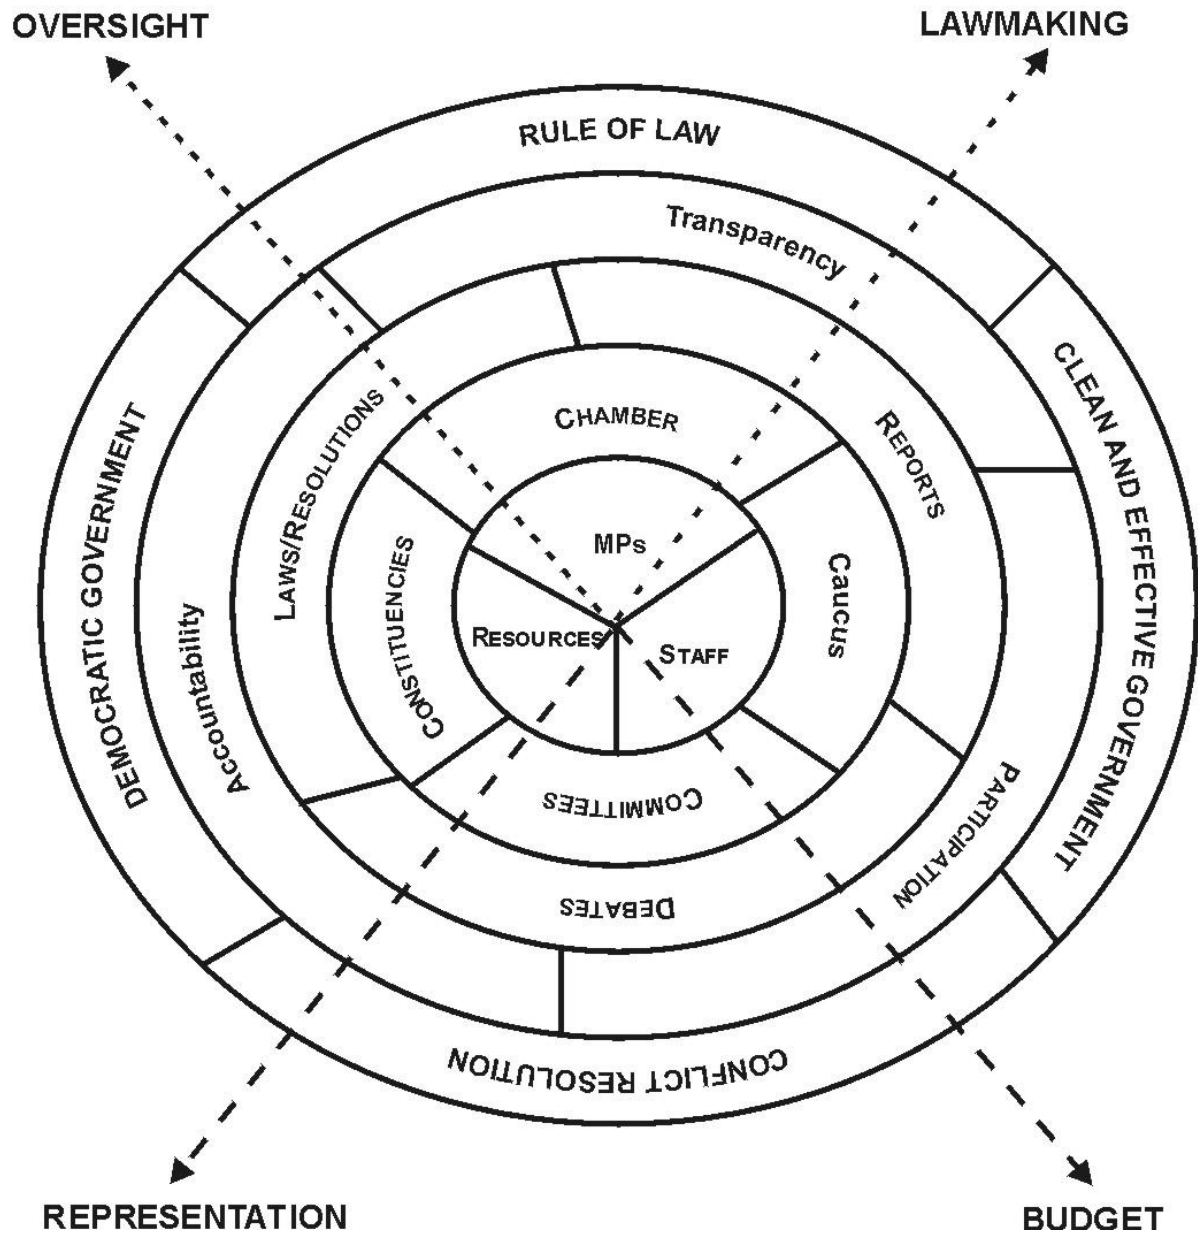 OVERSIGHT
LAWMAKING
RULE OF LAW
Transparency
CLEAN AND EFFECTIVE GOVERNMENT
DEMOCRATIC GOVERNMENT
LAWS/RESOLUTIONS
CHAMBER
REPORTS
MPS
CONSTITUENCIES
Caucus
RESOURCES
STAFF
Accountability
PARTICIPATION
COMMITTEES
DEBATES
CONFLICT RESOLUTION
REPRESENTATION
BUDGET